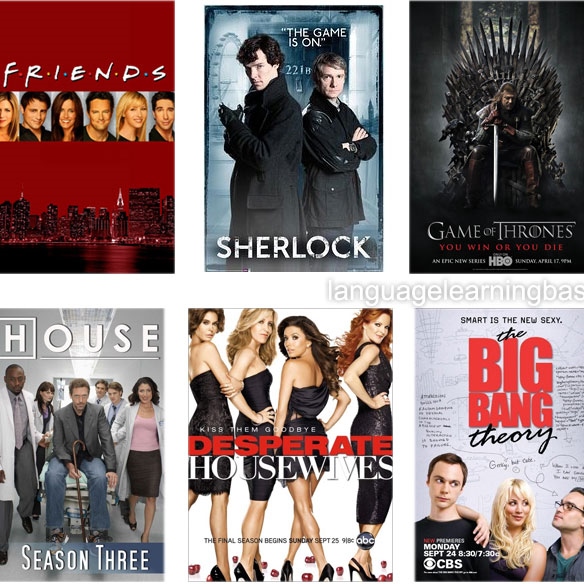 F·R·I·E·N·D·S
"THE GAME
IS ON."
221B
SHERLOCK
GAME OF THRONES
YOU WIN OR YOU DIE
AN EPIC NEW SERIES HBO SUNDAY, APRIL 17, 9PM
languagelearningbas
HOUSE
SEASON THREE
KISS THEM GOODBYE
DESPERATE
HOUSEWIVES
THE FINAL SEASON BEGINS SUNDAY SEPT 25 9|8c abc
SMART IS THE NEW SEXY.
the
BIG
BANG
theory
NEW PREMIERES
MONDAY
SEPT 24 8:30/7:30c
CBS